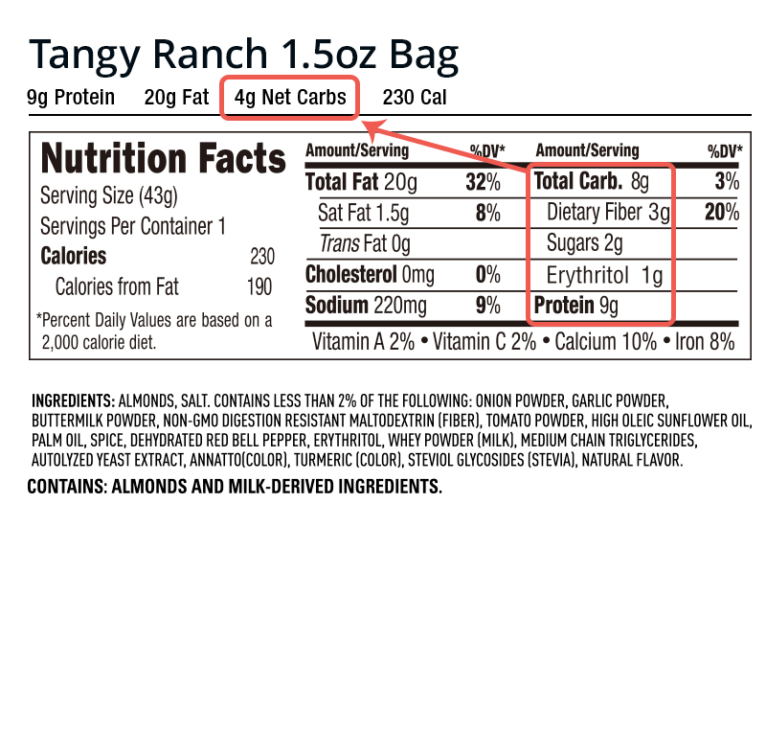 Tangy Ranch 1.5oz Bag
9g Protein 20g Fat 4g Net Carbs 230 Cal
Nutrition Facts
Serving Size (43g)
Servings Per Container 1
Calories 230
Calories from Fat 190
*Percent Daily Values are based on a
2,000 calorie diet.
Amount/Serving %DV*
Total Fat 20g 32%
Sat Fat 1.5g 8%
Trans Fat 0g
Cholesterol 0mg 0%
Sodium 220mg 9%
Amount/Serving %DV*
Total Carb. 8g 3%
Dietary Fiber 3g 20%
Sugars 2g
Erythritol 1g
Protein 9g
Vitamin A 2% • Vitamin C 2% • Calcium 10% • Iron 8%
INGREDIENTS: ALMONDS, SALT. CONTAINS LESS THAN 2% OF THE FOLLOWING: ONION POWDER, GARLIC POWDER,
BUTTERMILK POWDER, NON-GMO DIGESTION RESISTANT MALTODEXTRIN (FIBER), TOMATO POWDER, HIGH OLEIC SUNFLOWER OIL,
PALM OIL, SPICE, DEHYDRATED RED BELL PEPPER, ERYTHRITOL, WHEY POWDER (MILK), MEDIUM CHAIN TRIGLYCERIDES,
AUTOLYZED YEAST EXTRACT, ANNATTO(COLOR), TURMERIC (COLOR), STEVIOL GLYCOSIDES (STEVIA), NATURAL FLAVOR.
CONTAINS: ALMONDS AND MILK-DERIVED INGREDIENTS.